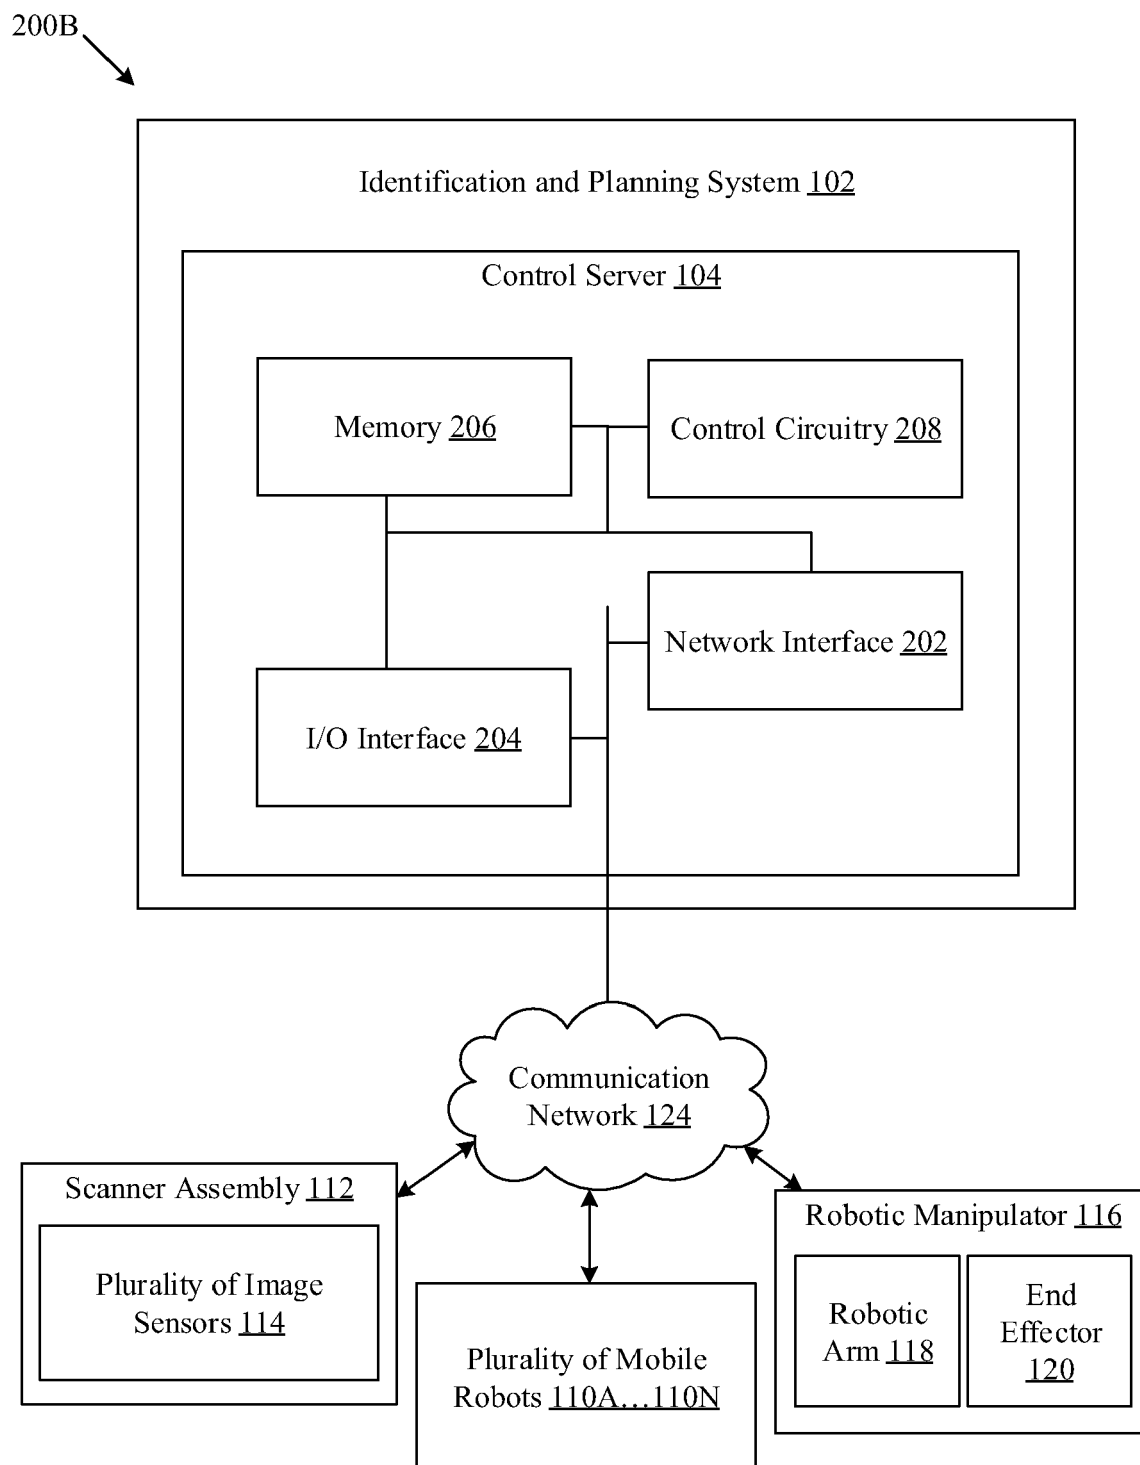 200B
Identification and Planning System 102
Control Server 104
Memory 206
Control Circuitry 208
Network Interface 202
I/O Interface 204
Communication
Network 124
Scanner Assembly 112
Plurality of Image
Sensors 114
Plurality of Mobile
Robots 110A…110N
Robotic Manipulator 116
Robotic
Arm 118
End
Effector
120